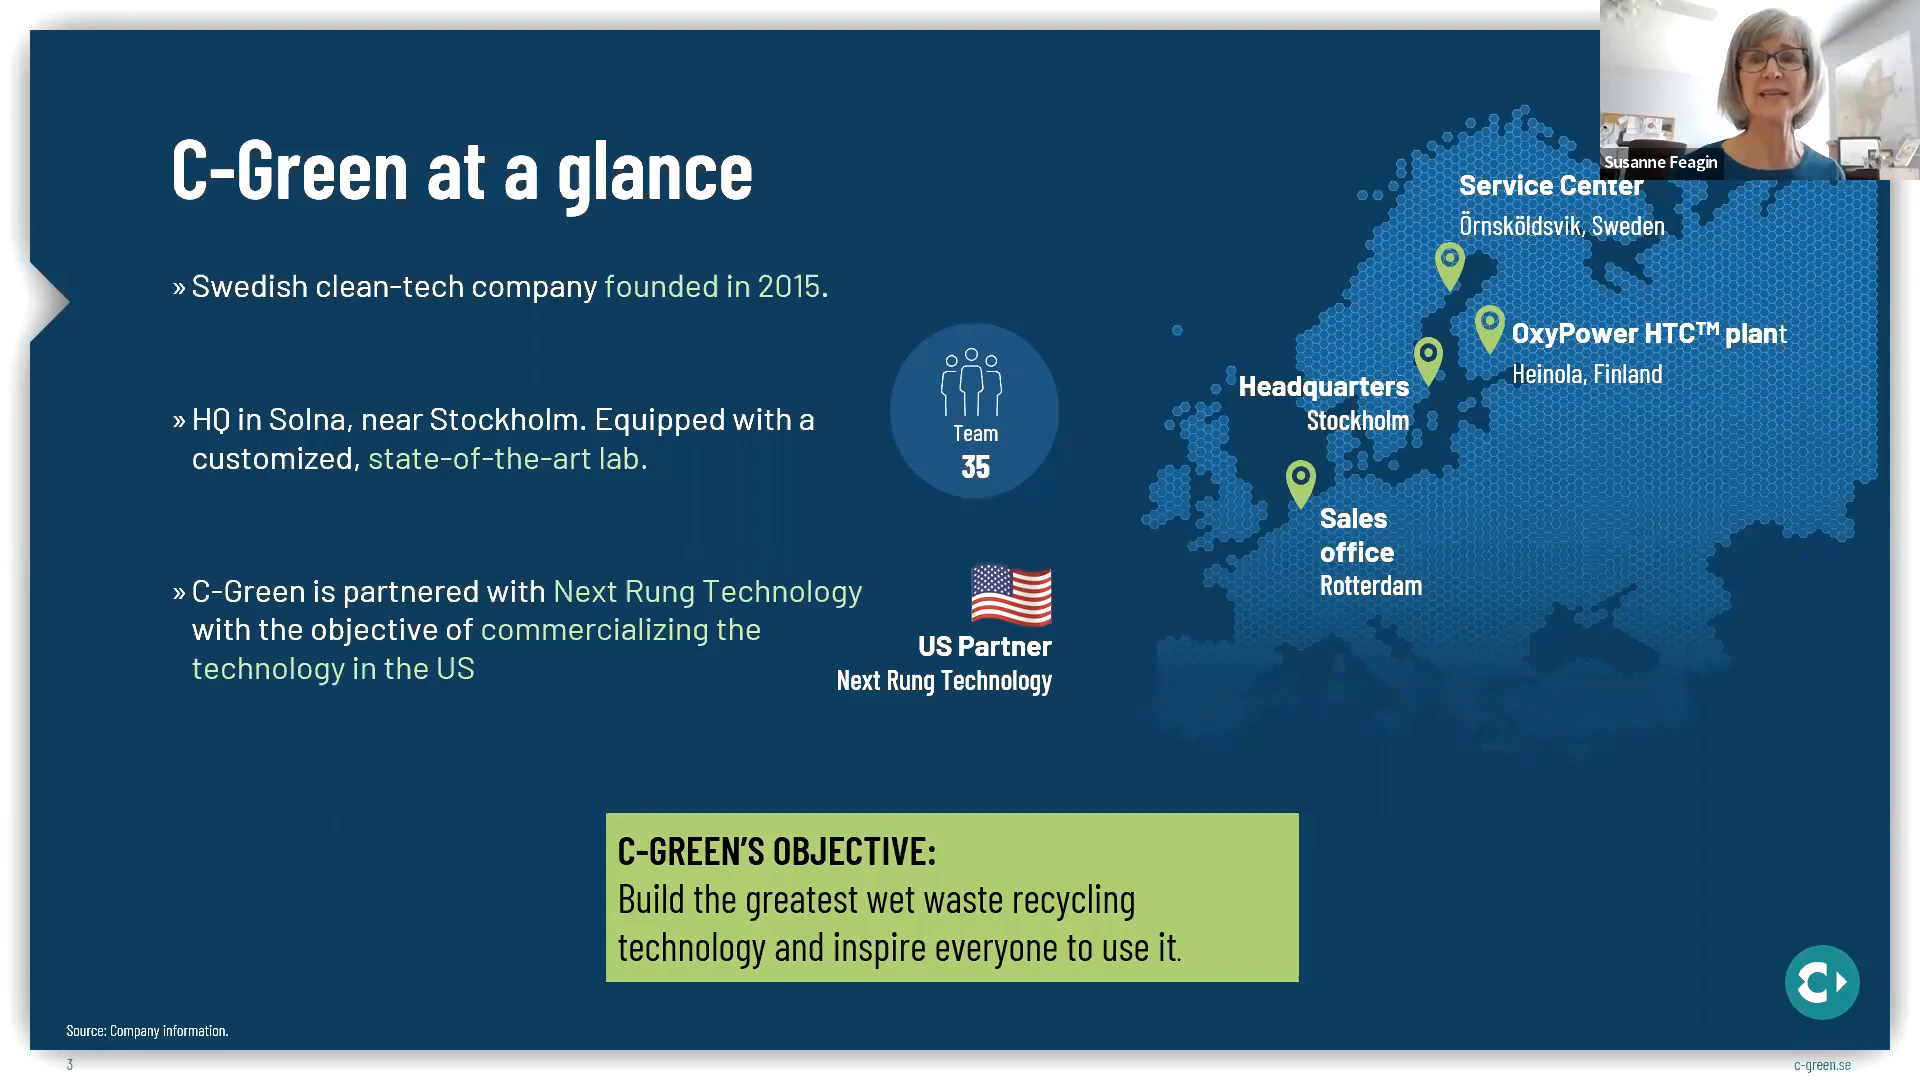 C-Green at a glance
» Swedish clean-tech company founded in 2015.
» HQ in Solna, near Stockholm. Equipped with a
customized, state-of-the-art lab.
» C-Green is partnered with Next Rung Technology
with the objective of commercializing the
technology in the US
Team
35
US Partner
Next Rung Technology
Susanne Feagin
Service Center
Örnsköldsvik, Sweden
OxyPower HTC™ plant
Heinola, Finland
Headquarters
Stockholm
Sales
office
Rotterdam
C-GREEN’S OBJECTIVE:
Build the greatest wet waste recycling
technology and inspire everyone to use it.
Source: Company information.
3
c-green.se